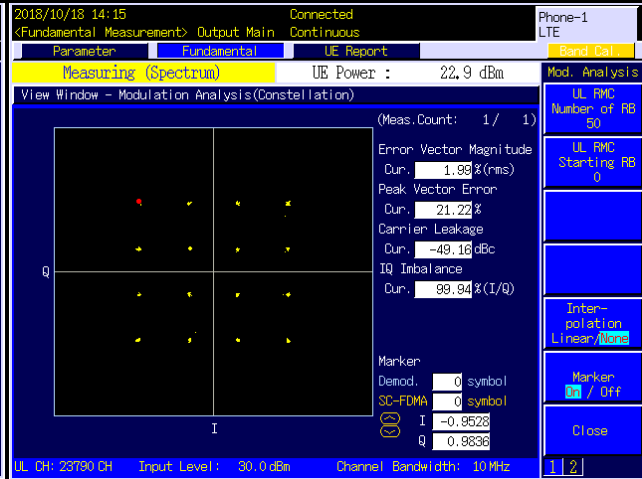 2018/10/18 14:15 Connected Phone-1
<Fundamental Measurement> Output Main Continuous LTE
Parameter Fundamental UE Report Band Cal.
Measuring (Spectrum) UE Power : 22.9 dBm Mod. Analysis
View Window - Modulation Analysis(Constellation)
UL RMC
Number of RB
50
(Meas.Count: 1/ 1)
Error Vector Magnitude
Cur. 1.99 %(rms)
UL RMC
Starting RB
0
Peak Vector Error
Cur. 21.22 %
Carrier Leakage
Cur. -49.16 dBc
IQ Imbalance
Cur. 99.94 %(I/Q)
Q
I
Inter-
polation
Linear/None
Marker
Demod. 0 symbol
SC-FDMA 0 symbol
I -0.9528
Q 0.9836
Marker
On / Off
Close
UL CH: 23790 CH Input Level: 30.0 dBm Channel Bandwidth: 10 MHz
1 2